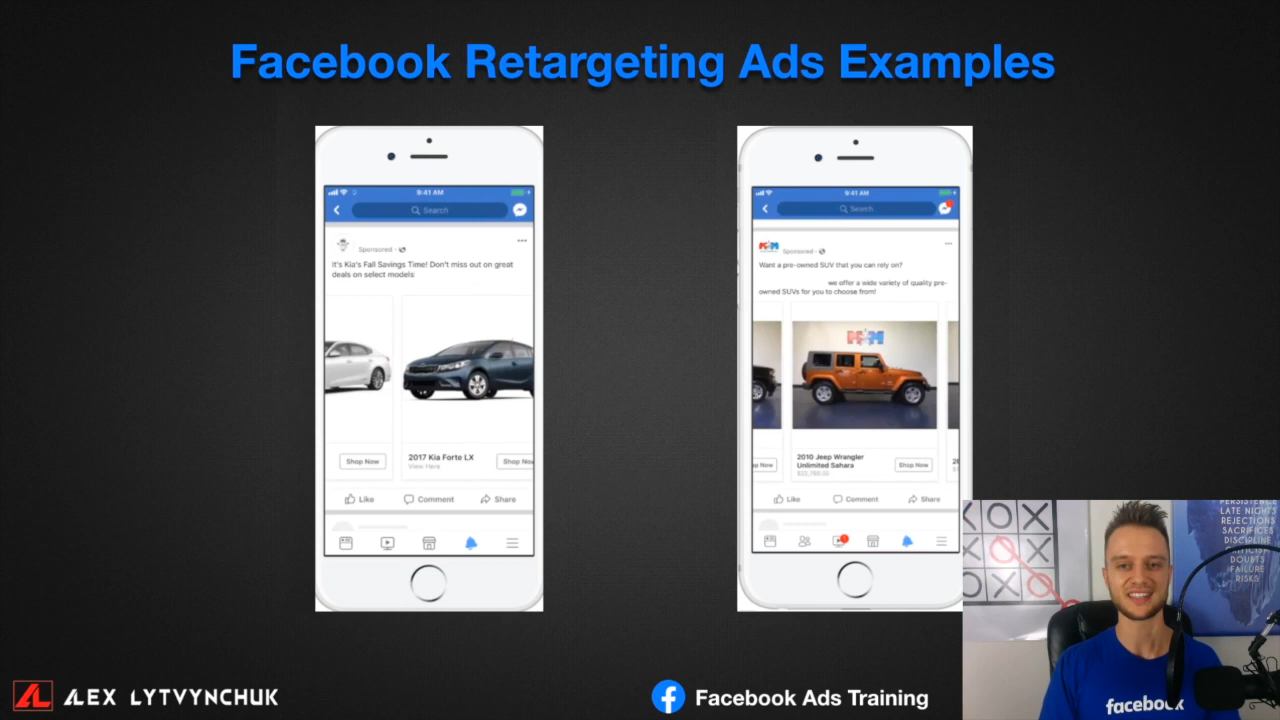 Facebook Retargeting Ads Examples
9:41 AM
Search
Sponsored
It's Kia's Fall Savings Time! Don't miss out on great
deals on select models
Shop Now
2017 Kia Forte LX
View Here
Shop Nov
Like
Comment
Share
9:41 AM
Search
Sponsored
Want a pre-owned SUV that you can rely on?
we offer a wide variety of quality pre-
owned SUVs for you to choose from!
p Now
2010 Jeep Wrangler
Unlimited Sahara
Shop Now
Like
Comment
Share
XOX
PERSISTENCE
LATE NIGHTS
REJECTIONS
SACRIFICES
DISCIPLINE
CRITICISM
DOUBTS
FAILURE
RISKS
facebook
ALEX LYTVYNCHUK
Facebook Ads Training